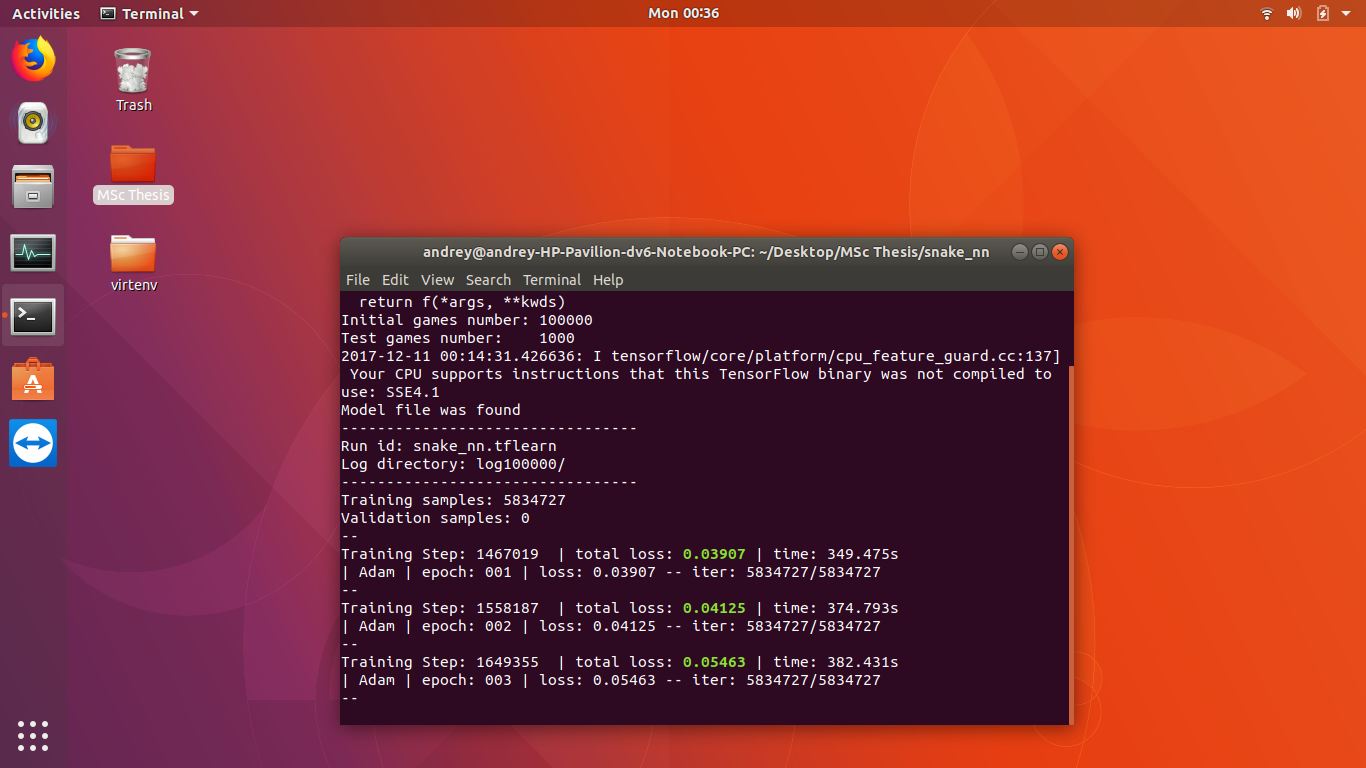 Activities Terminal Mon 00:36
Trash
MSc Thesis
virtenv
andrey@andrey-HP-Pavilion-dv6-Notebook-PC: ~/Desktop/MSc Thesis/snake_nn
File Edit View Search Terminal Help
return f(*args, **kwds)
Initial games number: 100000
Test games number:    1000
2017-12-11 00:14:31.426636: I tensorflow/core/platform/cpu_feature_guard.cc:137]
 Your CPU supports instructions that this TensorFlow binary was not compiled to
use: SSE4.1
Model file was found
---------------------------------
Run id: snake_nn.tflearn
Log directory: log100000/
---------------------------------
Training samples: 5834727
Validation samples: 0
--
Training Step: 1467019  | total loss: 0.03907 | time: 349.475s
| Adam | epoch: 001 | loss: 0.03907 -- iter: 5834727/5834727
--
Training Step: 1558187  | total loss: 0.04125 | time: 374.793s
| Adam | epoch: 002 | loss: 0.04125 -- iter: 5834727/5834727
--
Training Step: 1649355  | total loss: 0.05463 | time: 382.431s
| Adam | epoch: 003 | loss: 0.05463 -- iter: 5834727/5834727
--